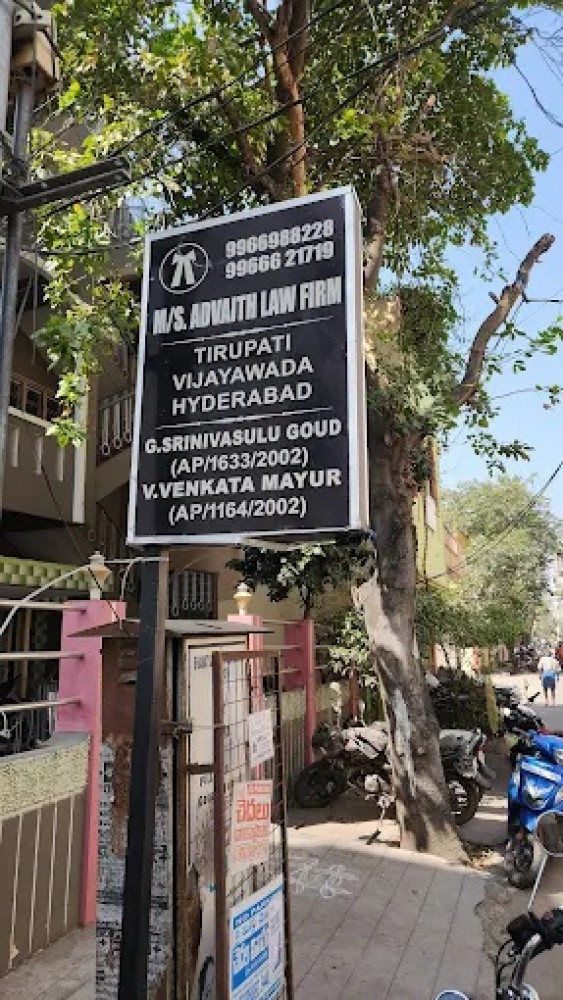 9966988228
99666 21719
M/S. ADVAITH LAW FIRM
TIRUPATI
VIJAYAWADA
HYDERABAD
G.SRINIVASULU GOUD
(AP/1633/2002)
V.VENKATA MAYUR
(AP/1164/2002)
చెదలు